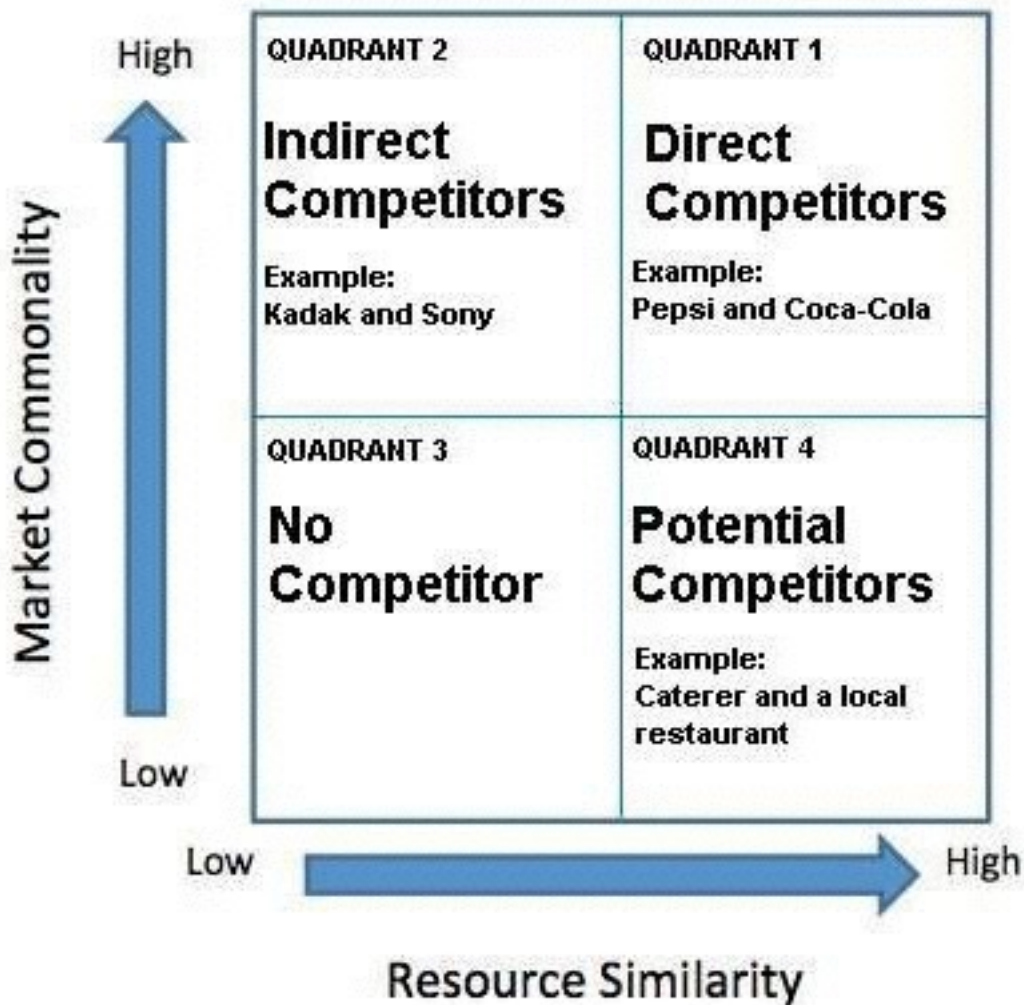 High
QUADRANT 2
Indirect
Competitors
Example:
Kadak and Sony
QUADRANT 1
Direct
Competitors
Example:
Pepsi and Coca-Cola
Market Commonality
QUADRANT 3
No
Competitor
QUADRANT 4
Potential
Competitors
Example:
Caterer and a local
restaurant
Low
Low
High
Resource Similarity